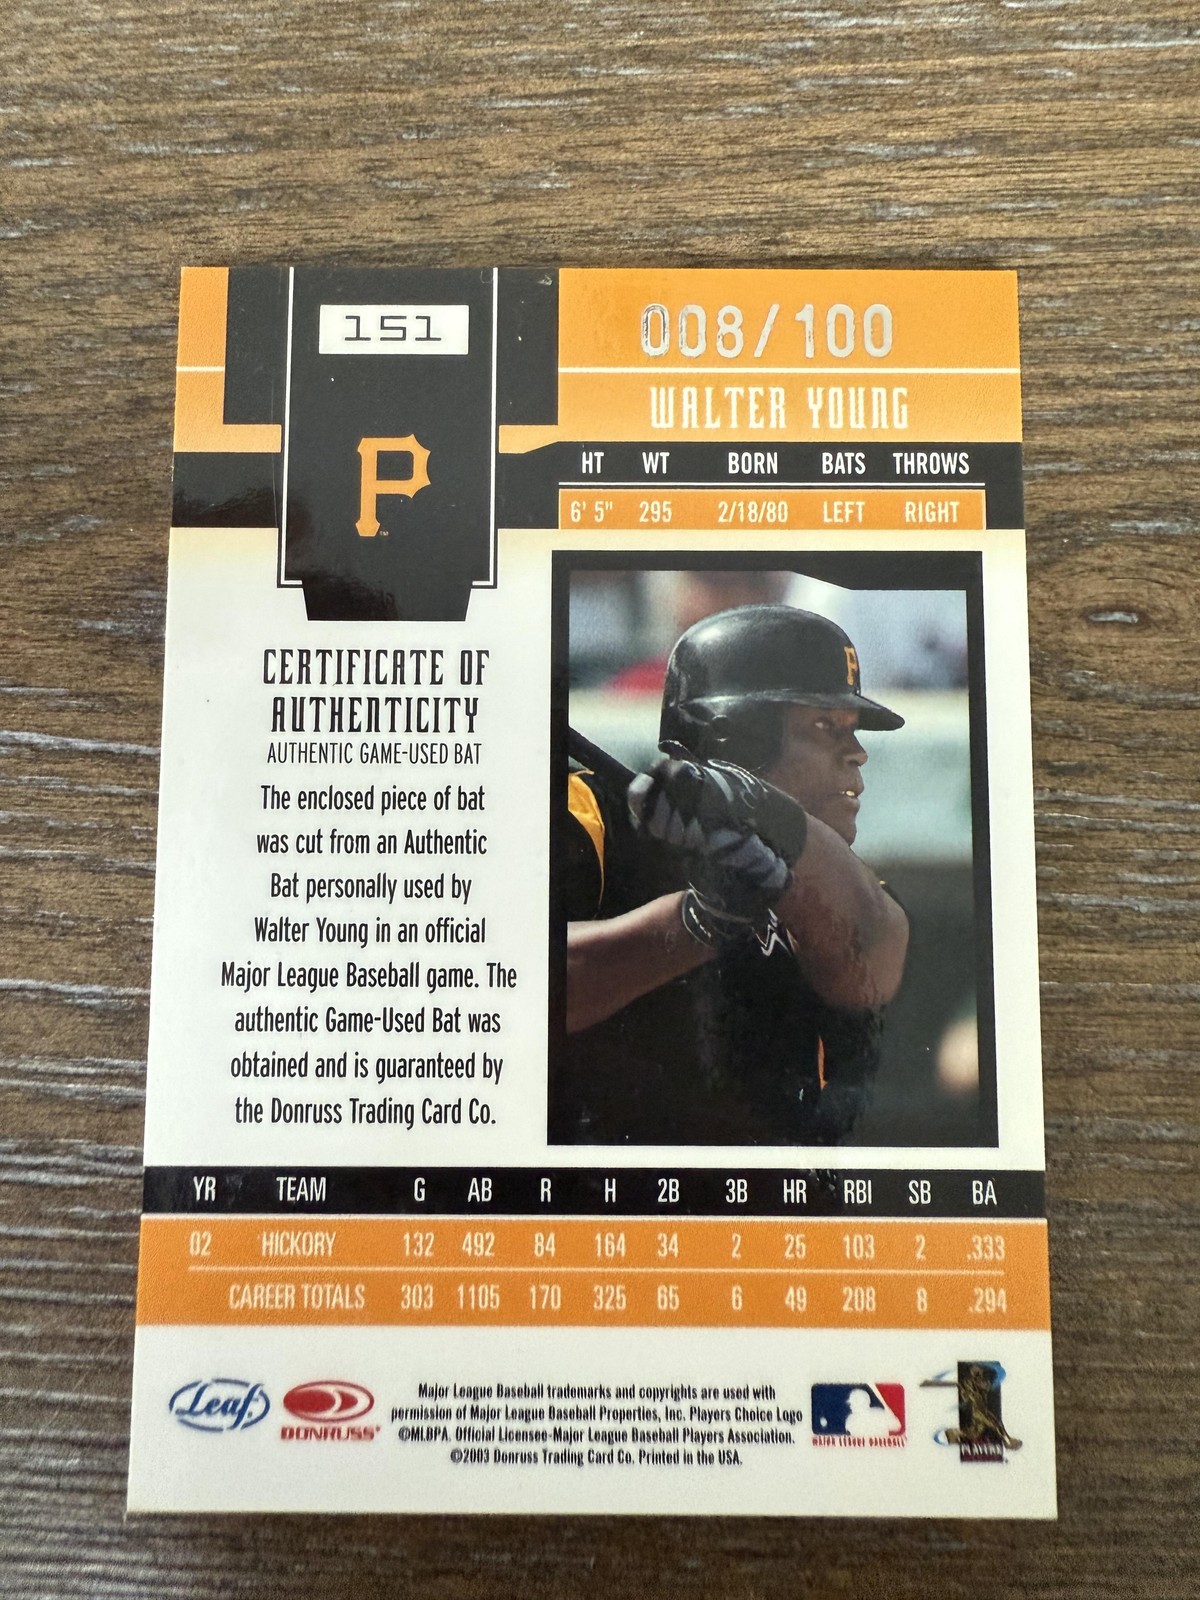 151
008/100
WALTER YOUNG
HT WT BORN BATS THROWS
6' 5" 295 2/18/80 LEFT RIGHT
P
TM
CERTIFICATE OF
AUTHENTICITY
AUTHENTIC GAME-USED BAT
The enclosed piece of bat
was cut from an Authentic
Bat personally used by
Walter Young in an official
Major League Baseball game. The
authentic Game-Used Bat was
obtained and is guaranteed by
the Donruss Trading Card Co.
P
YR TEAM G AB R H 2B 3B HR RBI SB BA
02 HICKORY 132 492 84 164 34 2 25 103 2 .333
CAREER TOTALS 303 1105 170 325 65 6 49 208 8 .294
Leaf
DONRUSS
Major League Baseball trademarks and copyrights are used with
permission of Major League Baseball Properties, Inc. Players Choice Logo
©MLBPA, Official Licensee-Major League Baseball Players Association.
©2003 Donruss Trading Card Co. Printed in the USA.
MAJOR LEAGUE BASEBALL
PLAYERS